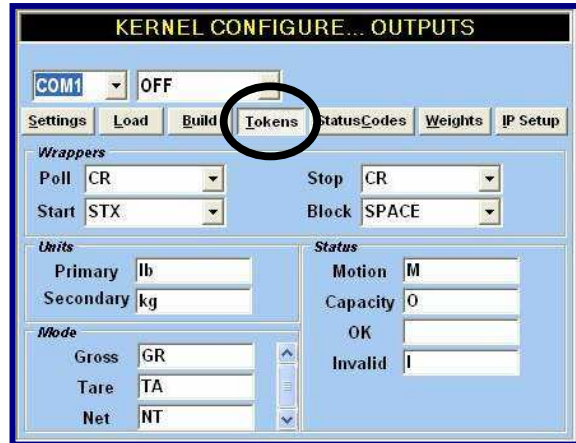 KERNEL CONFIGURE... OUTPUTS
COM1 OFF
Settings Load Build Tokens StatusCodes Weights IP Setup
Wrappers
Poll CR Stop CR
Start STX Block SPACE
Units Status
Primary lb Motion M
Secondary kg Capacity O
Mode OK
Gross GR Invalid I
Tare TA
Net NT